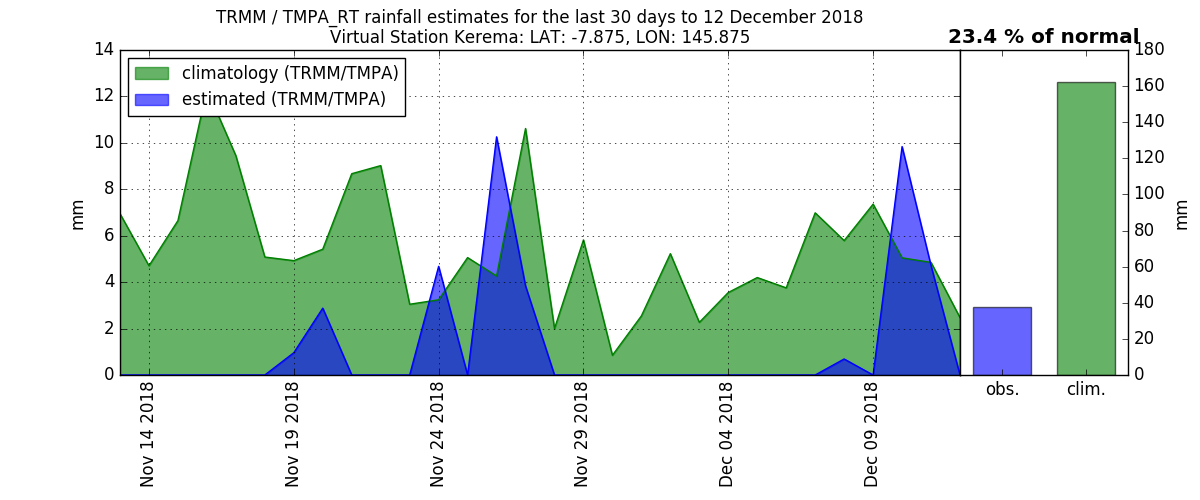 TRMM / TMPA_RT rainfall estimates for the last 30 days to 12 December 2018
Virtual Station Kerema: LAT: -7.875, LON: 145.875
23.4 % of normal
climatology (TRMM/TMPA)
estimated (TRMM/TMPA)
14
12
10
8
6
4
2
0
mm
Nov 14 2018
Nov 19 2018
Nov 24 2018
Nov 29 2018
Dec 04 2018
Dec 09 2018
obs.
clim.
180
160
140
120
100
80
60
40
20
0
mm